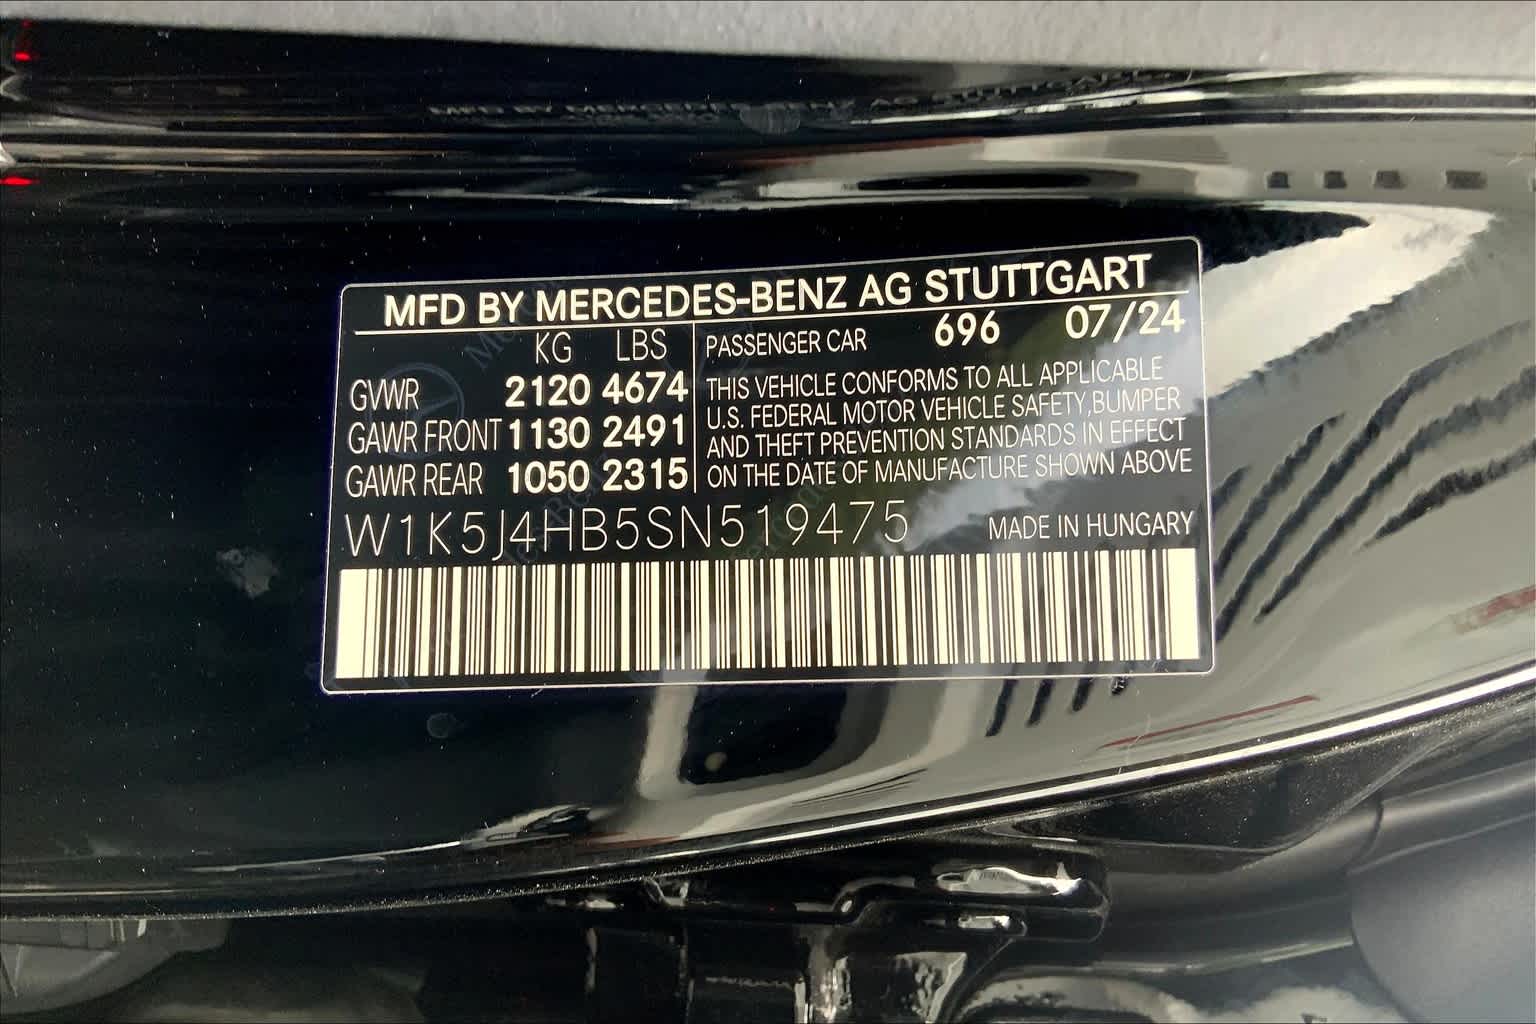 MFD BY MERCEDES-BENZ AG STUTTGART
KG LBS
GVWR 2120 4674
GAWR FRONT 1130 2491
GAWR REAR 1050 2315
PASSENGER CAR 696 07/24
THIS VEHICLE CONFORMS TO ALL APPLICABLE
U.S. FEDERAL MOTOR VEHICLE SAFETY,BUMPER
AND THEFT PREVENTION STANDARDS IN EFFECT
ON THE DATE OF MANUFACTURE SHOWN ABOVE
W1K5J4HB5SN519475
MADE IN HUNGARY